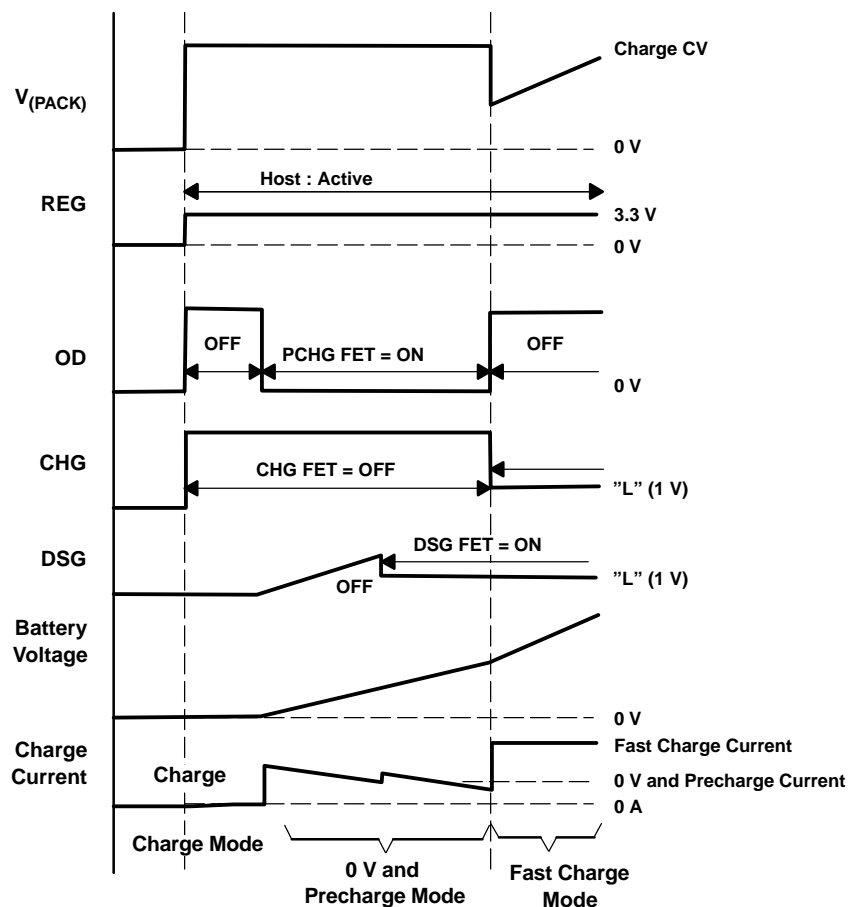 Charge CV
V(PACK)
0 V
Host : Active
REG
3.3 V
0 V
OFF
PCHG FET = ON
OFF
OD
0 V
CHG
CHG FET = OFF
”L” (1 V)
DSG FET = ON
DSG
OFF
”L” (1 V)
Battery
Voltage
0 V
Fast Charge Current
Charge
Current
Charge
0 V and Precharge Current
0 A
Charge Mode
0 V and
Precharge Mode
Fast Charge
Mode